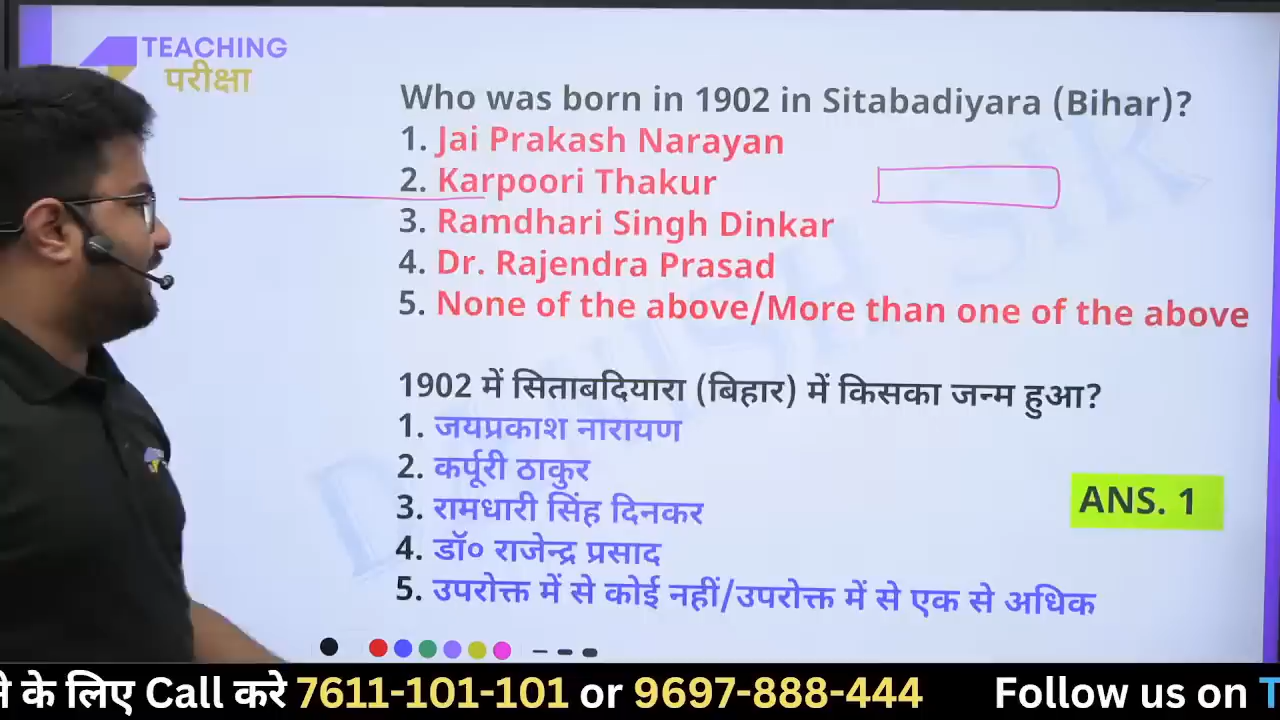 TEACHING
परीक्षा
Who was born in 1902 in Sitabadiyara (Bihar)?
1. Jai Prakash Narayan
2. Karpoori Thakur
3. Ramdhari Singh Dinkar
4. Dr. Rajendra Prasad
5. None of the above/More than one of the above
1902 में सिताबदियारा (बिहार) में किसका जन्म हुआ?
1. जयप्रकाश नारायण
2. कर्पूरी ठाकुर
3. रामधारी सिंह दिनकर
4. डॉ० राजेन्द्र प्रसाद
5. उपरोक्त में से कोई नहीं/उपरोक्त में से एक से अधिक
ANS. 1
के लिए Call करे 7611-101-101 or 9697-888-444 Follow us on